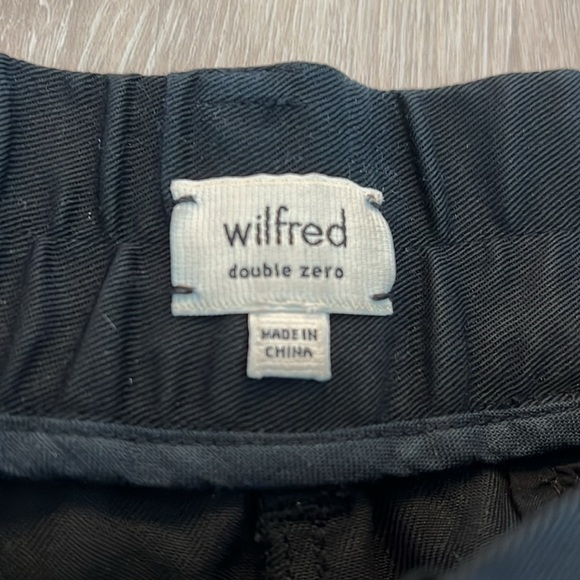 wilfred
double zero
MADE IN
CHINA